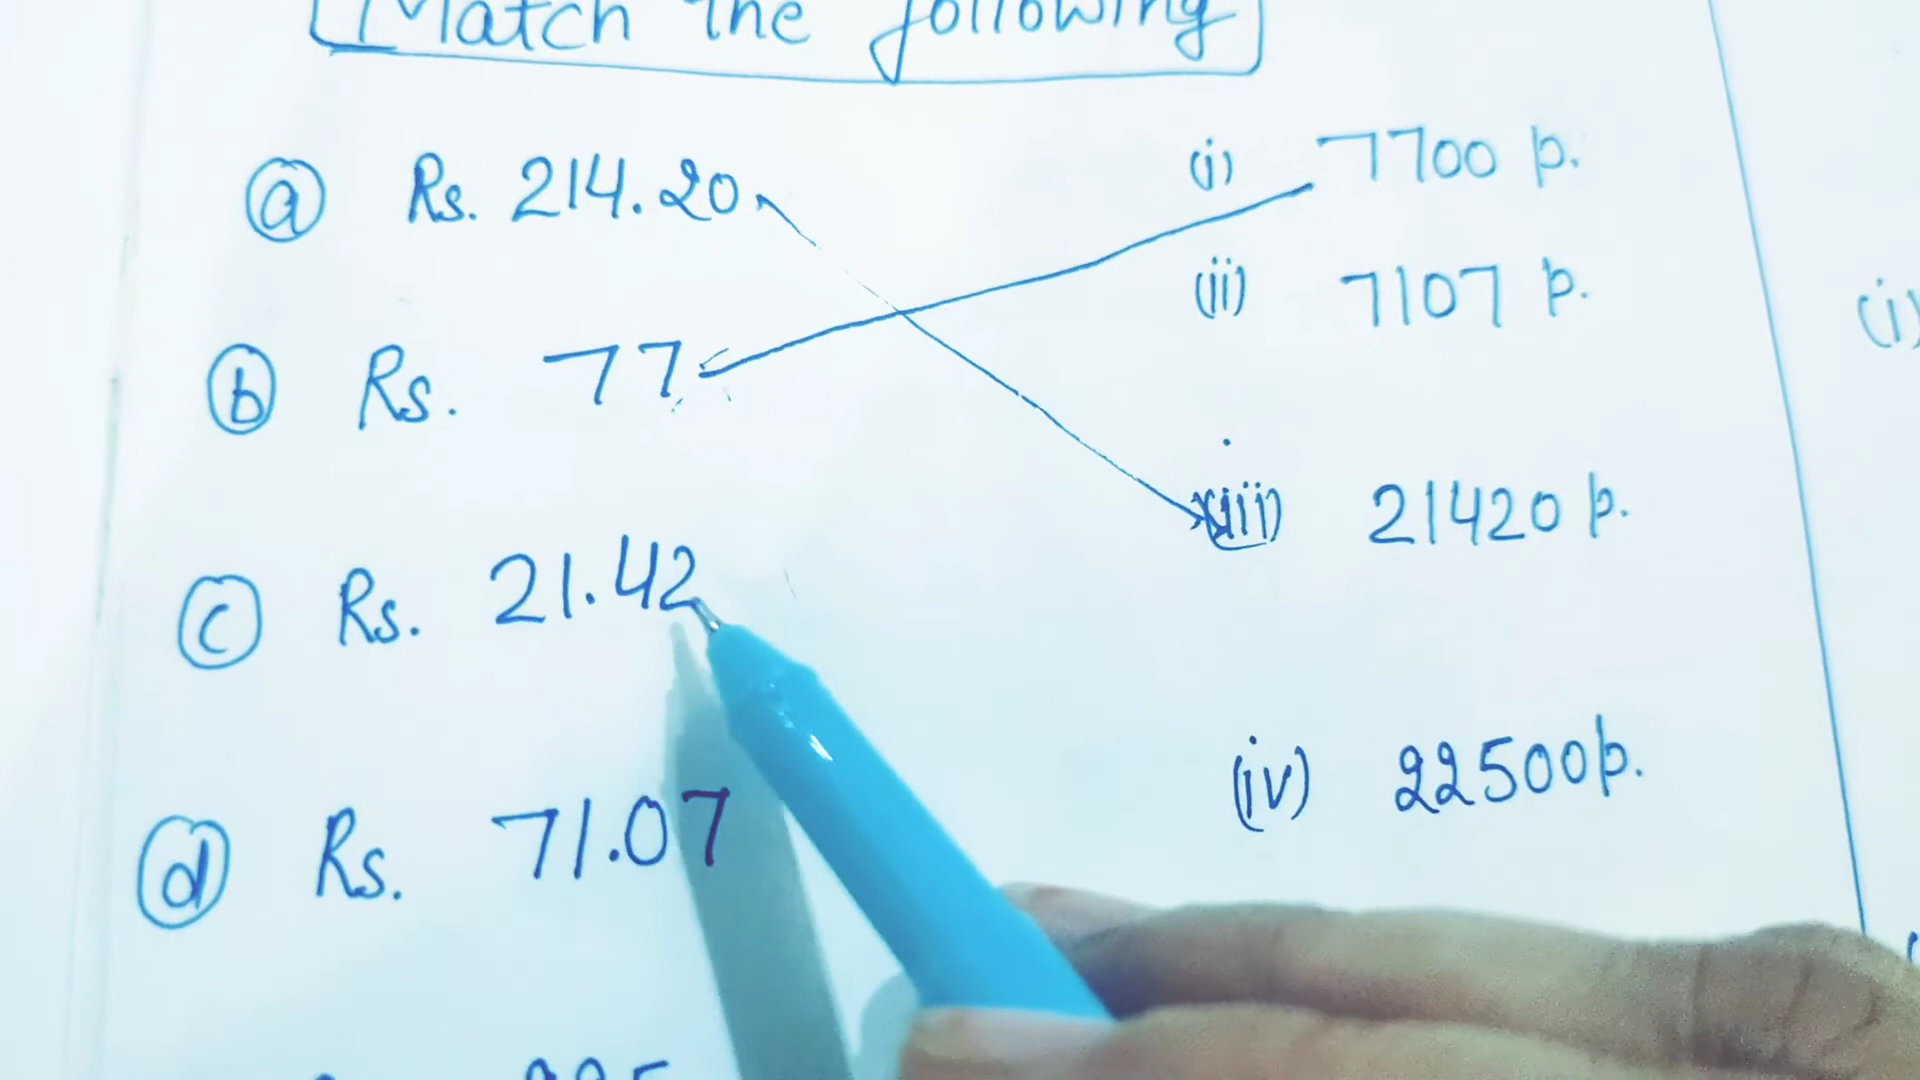 Match the following
(a) Rs. 214.20 (i) 7700 p.
(ii) 7107 p.
(b) Rs. 77
(iii) 21420 p.
(c) Rs. 21.42
(iv) 22500 p.
(d) Rs. 71.07
(i)